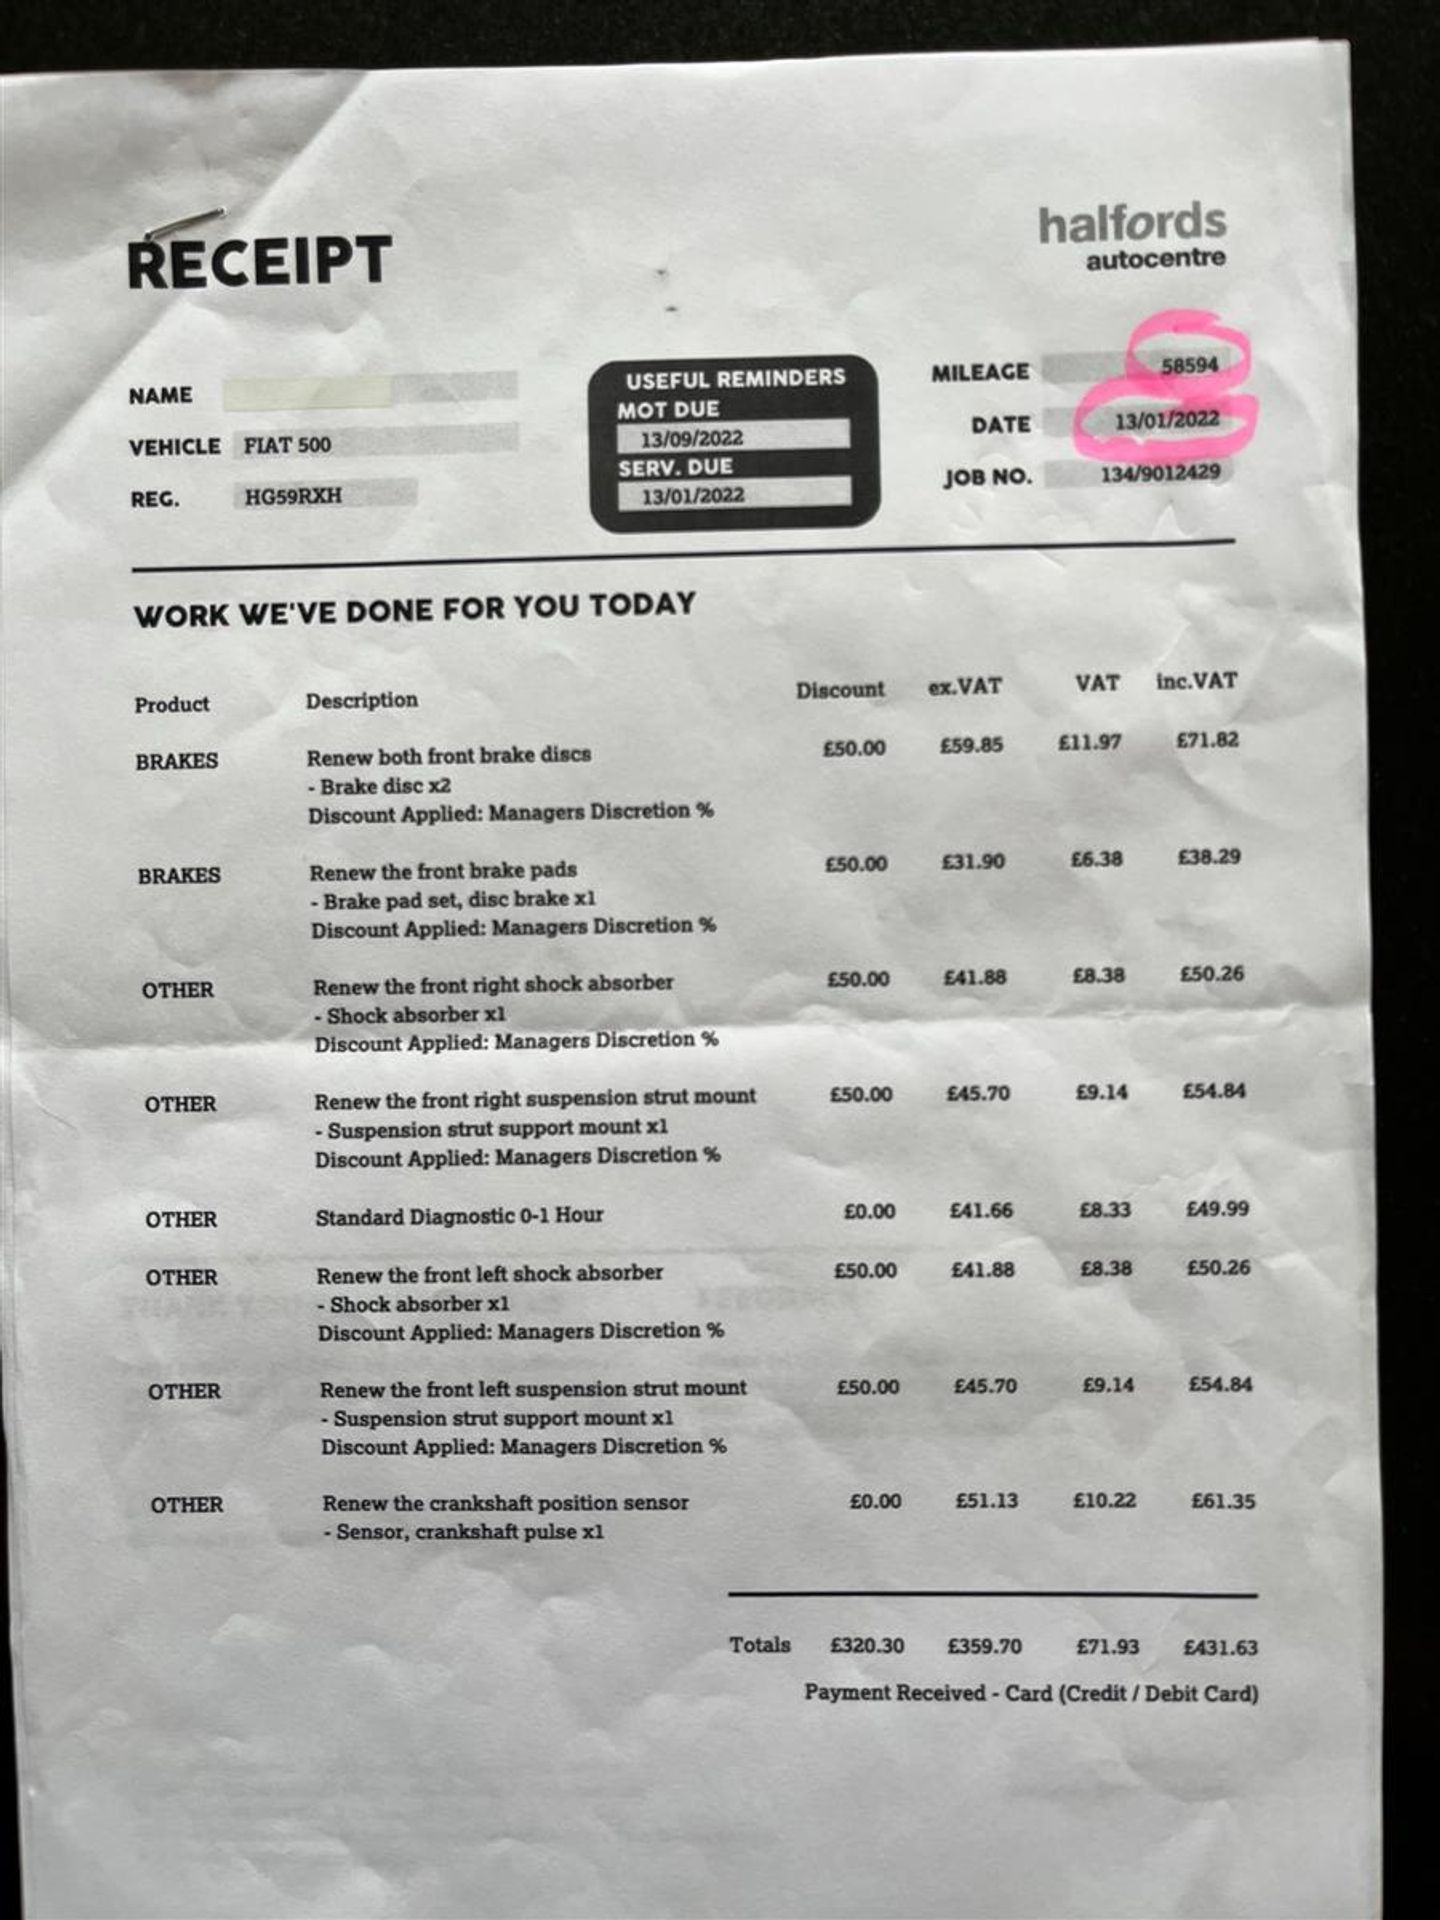 RECEIPT
halfords
autocentre
NAME
VEHICLE FIAT 500
REG. HG59RXH
USEFUL REMINDERS
MOT DUE
13/09/2022
SERV. DUE
13/01/2022
MILEAGE 58594
DATE 13/01/2022
JOB NO. 134/9012429
WORK WE'VE DONE FOR YOU TODAY
Product Description Discount ex.VAT VAT inc.VAT
BRAKES Renew both front brake discs £50.00 £59.85 £11.97 £71.82
- Brake disc x2
Discount Applied: Managers Discretion %
BRAKES Renew the front brake pads £50.00 £31.90 £6.38 £38.29
- Brake pad set, disc brake x1
Discount Applied: Managers Discretion %
OTHER Renew the front right shock absorber £50.00 £41.88 £8.38 £50.26
- Shock absorber x1
Discount Applied: Managers Discretion %
OTHER Renew the front right suspension strut mount £50.00 £45.70 £9.14 £54.84
- Suspension strut support mount x1
Discount Applied: Managers Discretion %
OTHER Standard Diagnostic 0-1 Hour £0.00 £41.66 £8.33 £49.99
OTHER Renew the front left shock absorber £50.00 £41.88 £8.38 £50.26
- Shock absorber x1
Discount Applied: Managers Discretion %
OTHER Renew the front left suspension strut mount £50.00 £45.70 £9.14 £54.84
- Suspension strut support mount x1
Discount Applied: Managers Discretion %
OTHER Renew the crankshaft position sensor £0.00 £51.13 £10.22 £61.35
- Sensor, crankshaft pulse x1
Totals £320.30 £359.70 £71.93 £431.63
Payment Received - Card (Credit / Debit Card)